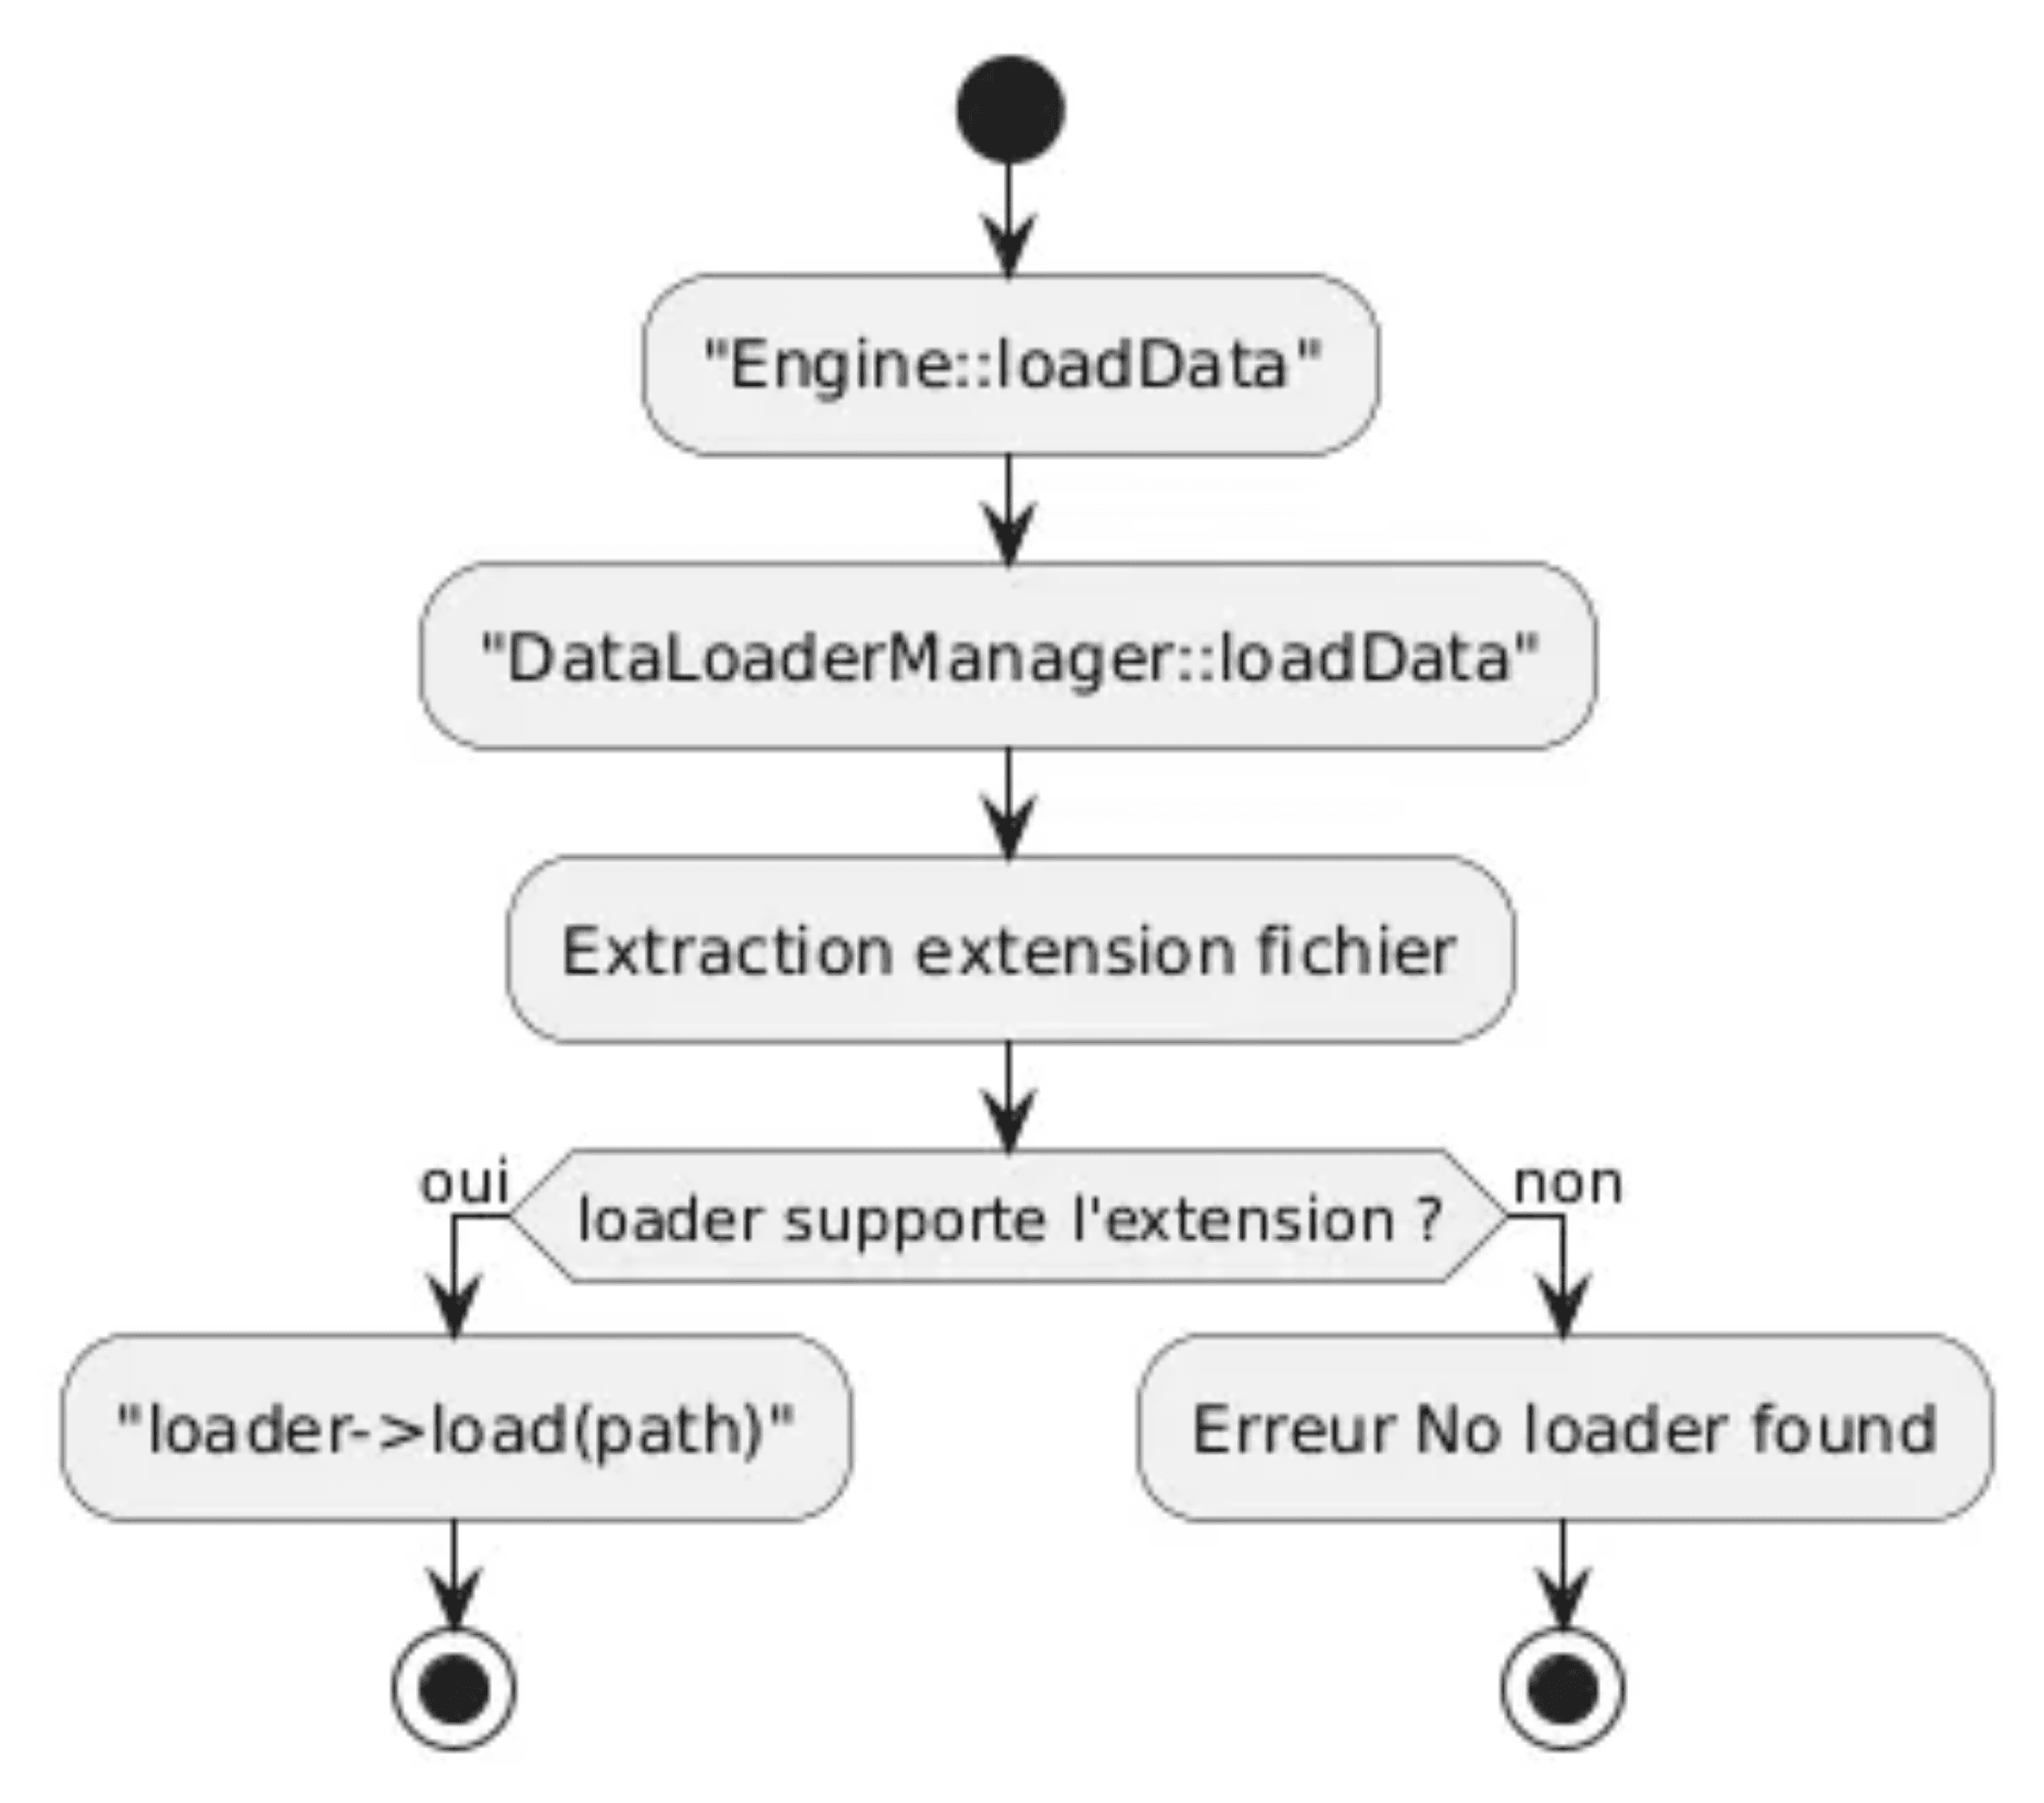 "Engine::loadData"
"DataLoaderManager::loadData"
Extraction extension fichier
oui
loader supporte l'extension ?
non
"loader->load(path)"
Erreur No loader found